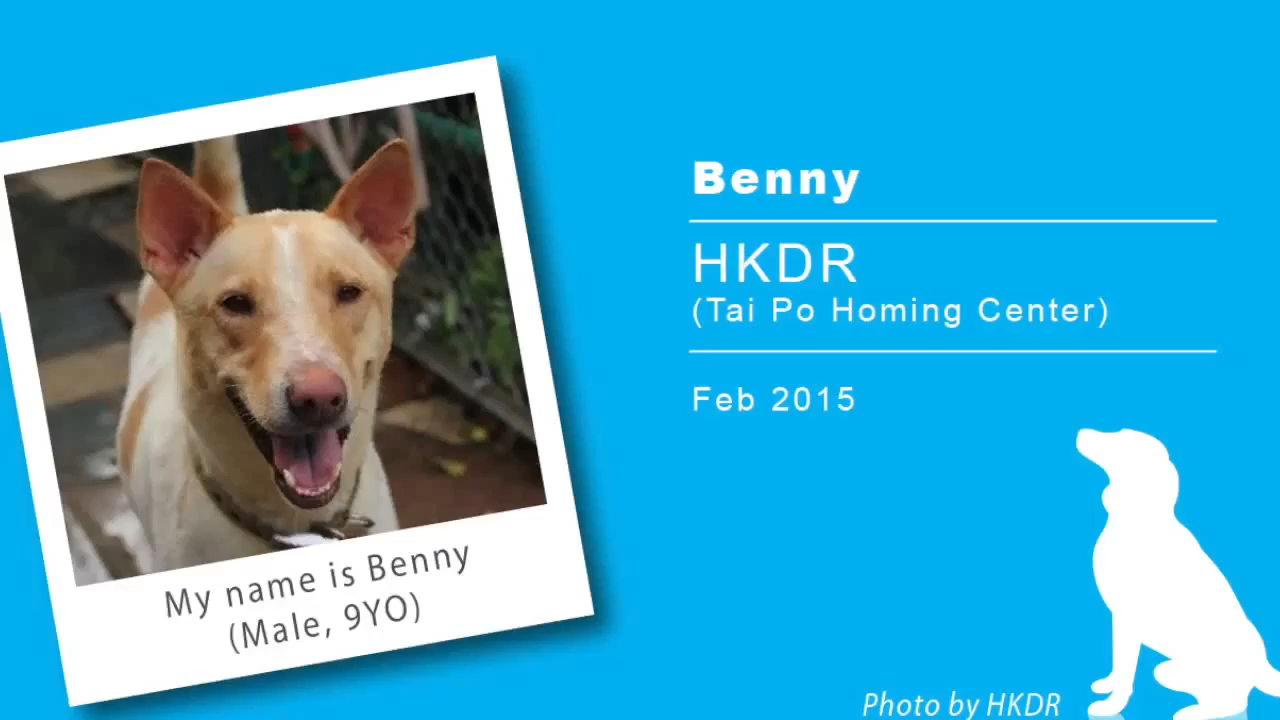 My name is Benny
(Male, 9YO)
Benny
HKDR
(Tai Po Homing Center)
Feb 2015
Photo by HKDR